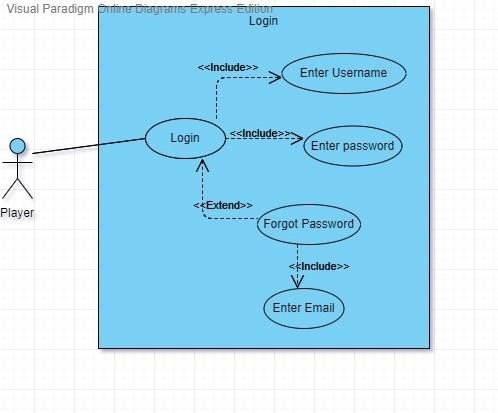 Visual Paradigm Online Diagrams Express Edition
Login
<<Include>>
Enter Username
Login
<<Include>>
Enter password
Player
<<Extend>>
Forgot Password
<<Include>>
Enter Email